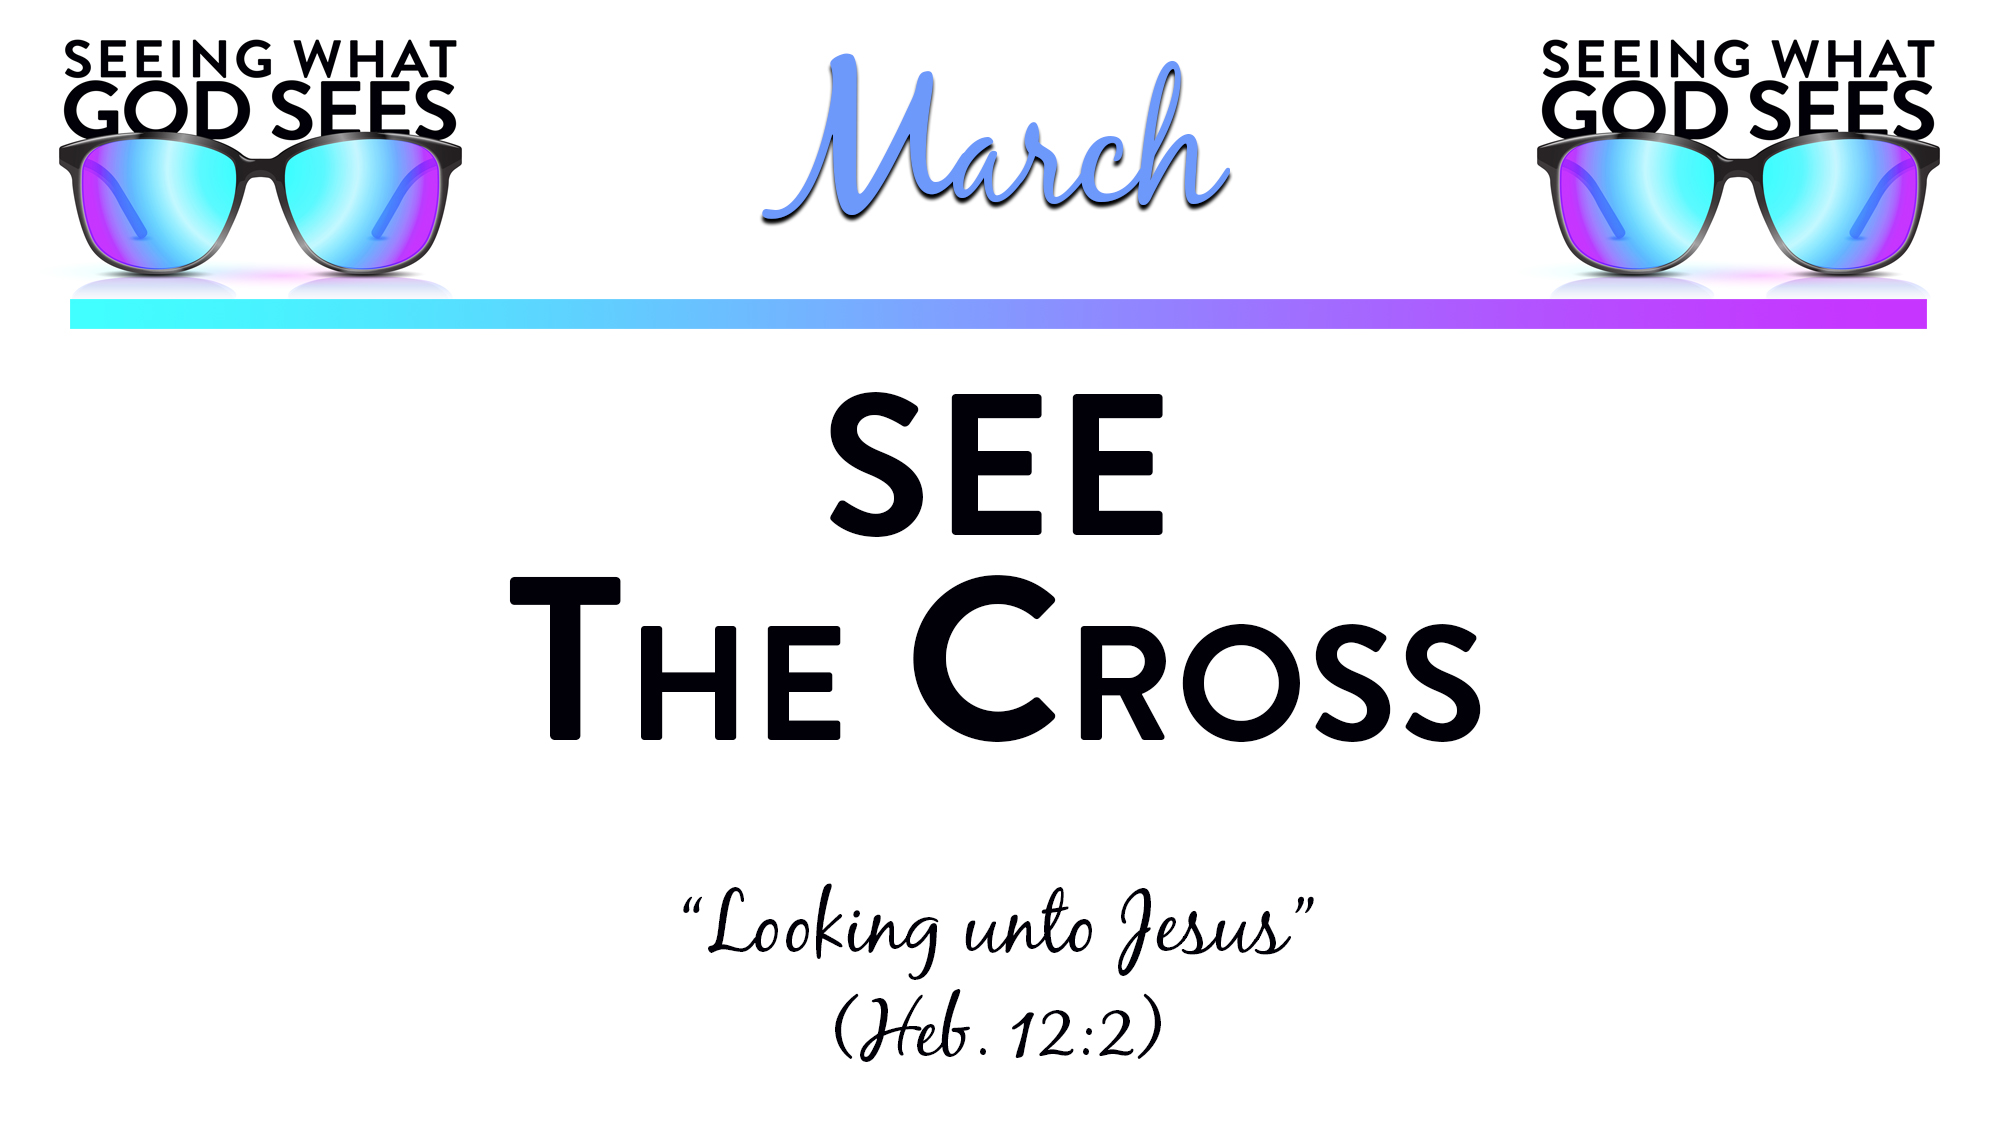 SEEING WHAT
GOD SEES
March
SEEING WHAT
GOD SEES
SEE
The Cross
“Looking unto Jesus”
(Heb. 12:2)